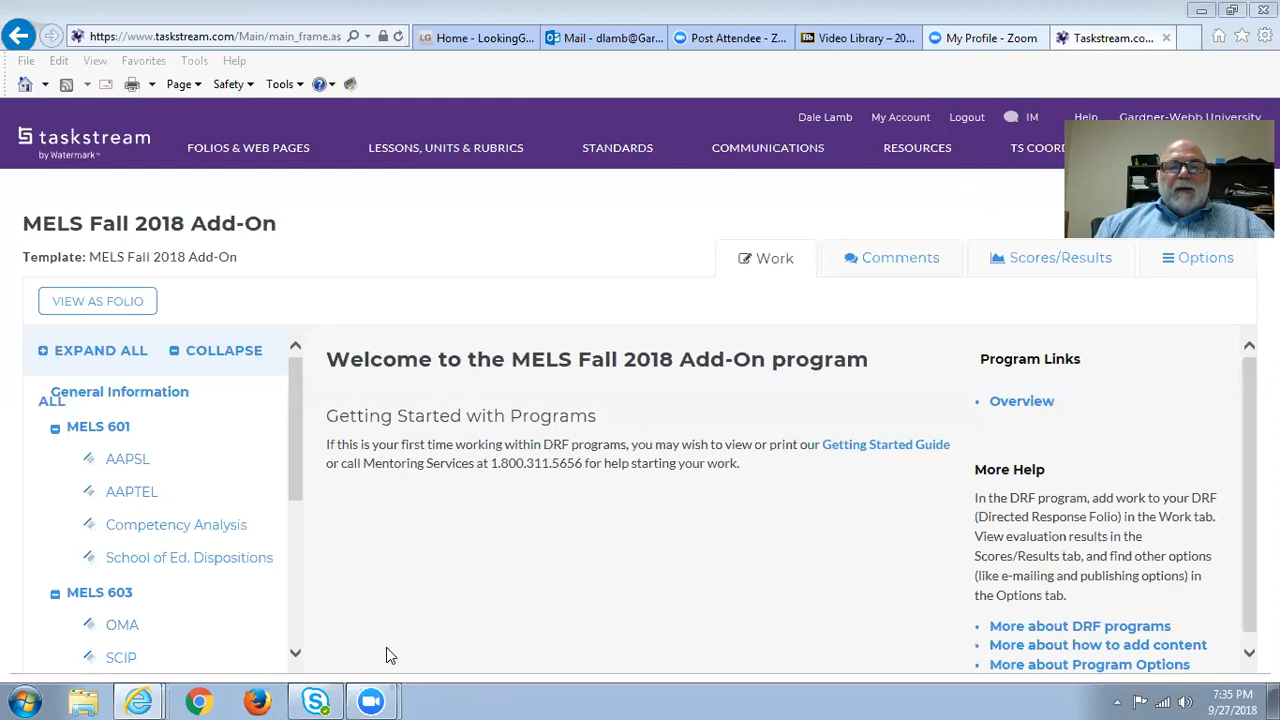 https://www.taskstream.com/Main/main_frame.as
LG Home - LookingG...
Mail - dlamb@Gar...
Post Attendee - Z...
Bb Video Library – 20...
My Profile - Zoom
Taskstream.co...
File Edit View Favorites Tools Help
Page Safety Tools
Dale Lamb My Account Logout IM Help Gardner-Webb University
taskstream
by Watermark™
FOLIOS & WEB PAGES LESSONS, UNITS & RUBRICS STANDARDS COMMUNICATIONS RESOURCES TS COORD
MELS Fall 2018 Add-On
Template: MELS Fall 2018 Add-On
Work Comments Scores/Results Options
VIEW AS FOLIO
EXPAND ALL COLLAPSE
ALL
General Information
MELS 601
AAPSL
AAPTEL
Competency Analysis
School of Ed. Dispositions
MELS 603
OMA
SCIP
Welcome to the MELS Fall 2018 Add-On program
Getting Started with Programs
If this is your first time working within DRF programs, you may wish to view or print our Getting Started Guide
or call Mentoring Services at 1.800.311.5656 for help starting your work.
Program Links
• Overview
More Help
In the DRF program, add work to your DRF
(Directed Response Folio) in the Work tab.
View evaluation results in the
Scores/Results tab, and find other options
(like e-mailing and publishing options) in
the Options tab.
• More about DRF programs
• More about how to add content
• More about Program Options
7:35 PM
9/27/2018